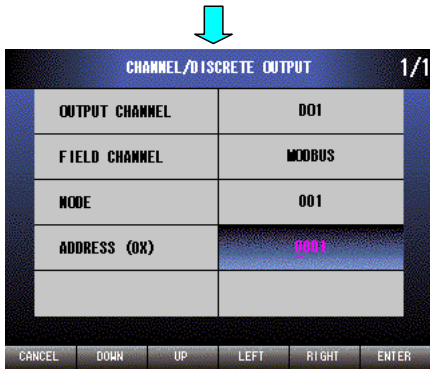 CHANNEL/DISCRETE OUTPUT 1/1
OUTPUT CHANNEL DO1
FIELD CHANNEL MODBUS
NODE 001
ADDRESS (0X) 0001
CANCEL DOWN UP LEFT RIGHT ENTER